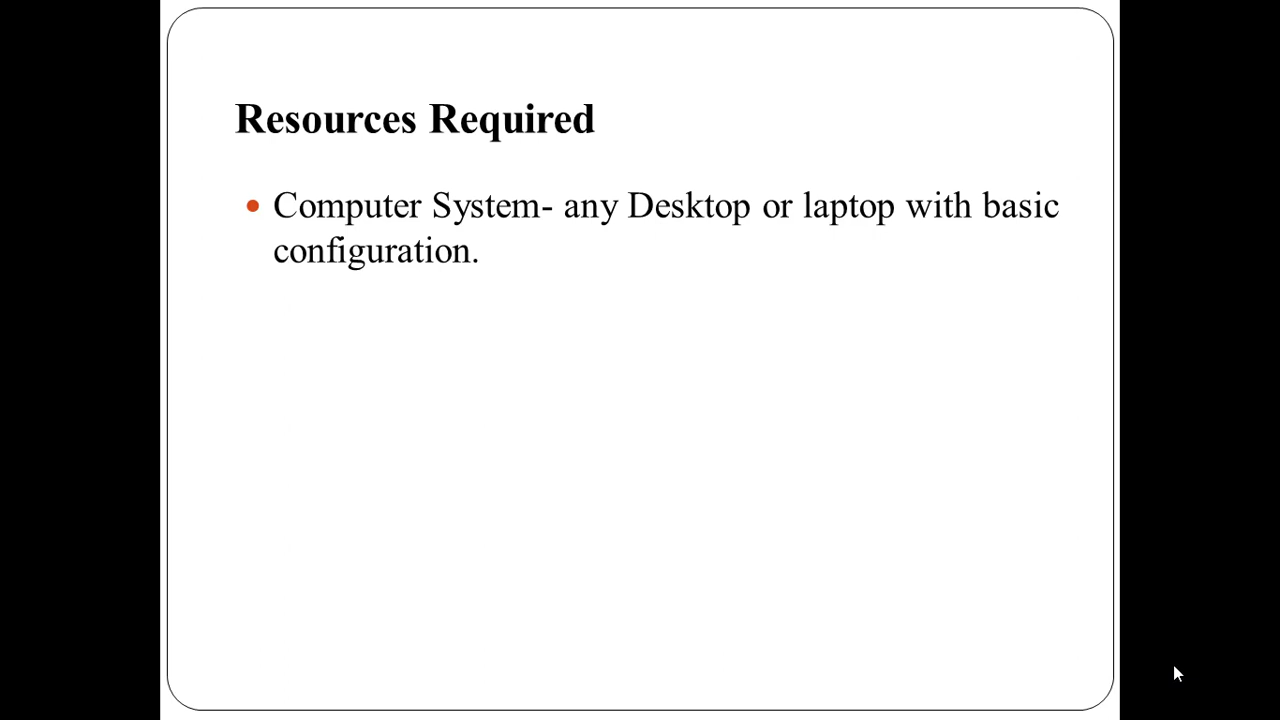 Resources Required
Computer System- any Desktop or laptop with basic
configuration.